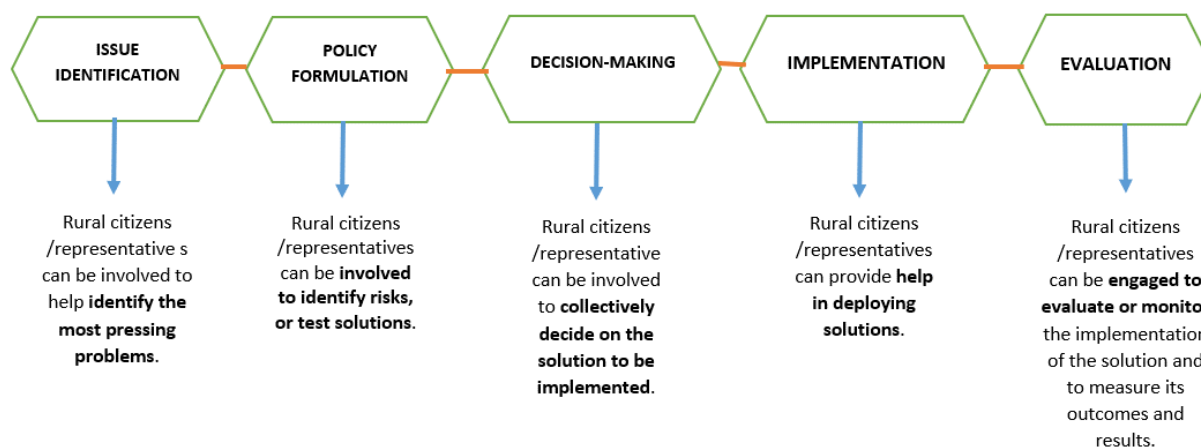 ISSUE
IDENTIFICATION
POLICY
FORMULATION
DECISION-MAKING
IMPLEMENTATION
EVALUATION
Rural citizens
/representative s
can be involved to
help identify the
most pressing
problems.
Rural citizens
/representatives
can be involved
to identify risks,
or test solutions.
Rural citizens
/representative
can be involved
to collectively
decide on the
solution to be
implemented.
Rural citizens
/representatives
can provide help
in deploying
solutions.
Rural citizens
/representatives
can be engaged to
evaluate or monito
the implementation
of the solution and
to measure its
outcomes and
results.